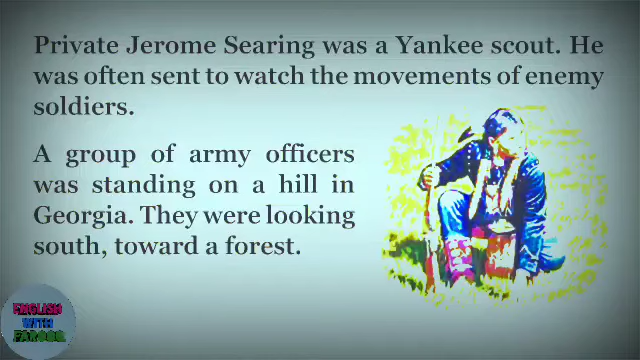 Private Jerome Searing was a Yankee scout. He
was often sent to watch the movements of enemy
soldiers.
A group of army officers
was standing on a hill in
Georgia. They were looking
south, toward a forest.
ENGLISH
WITH
FAROOQ